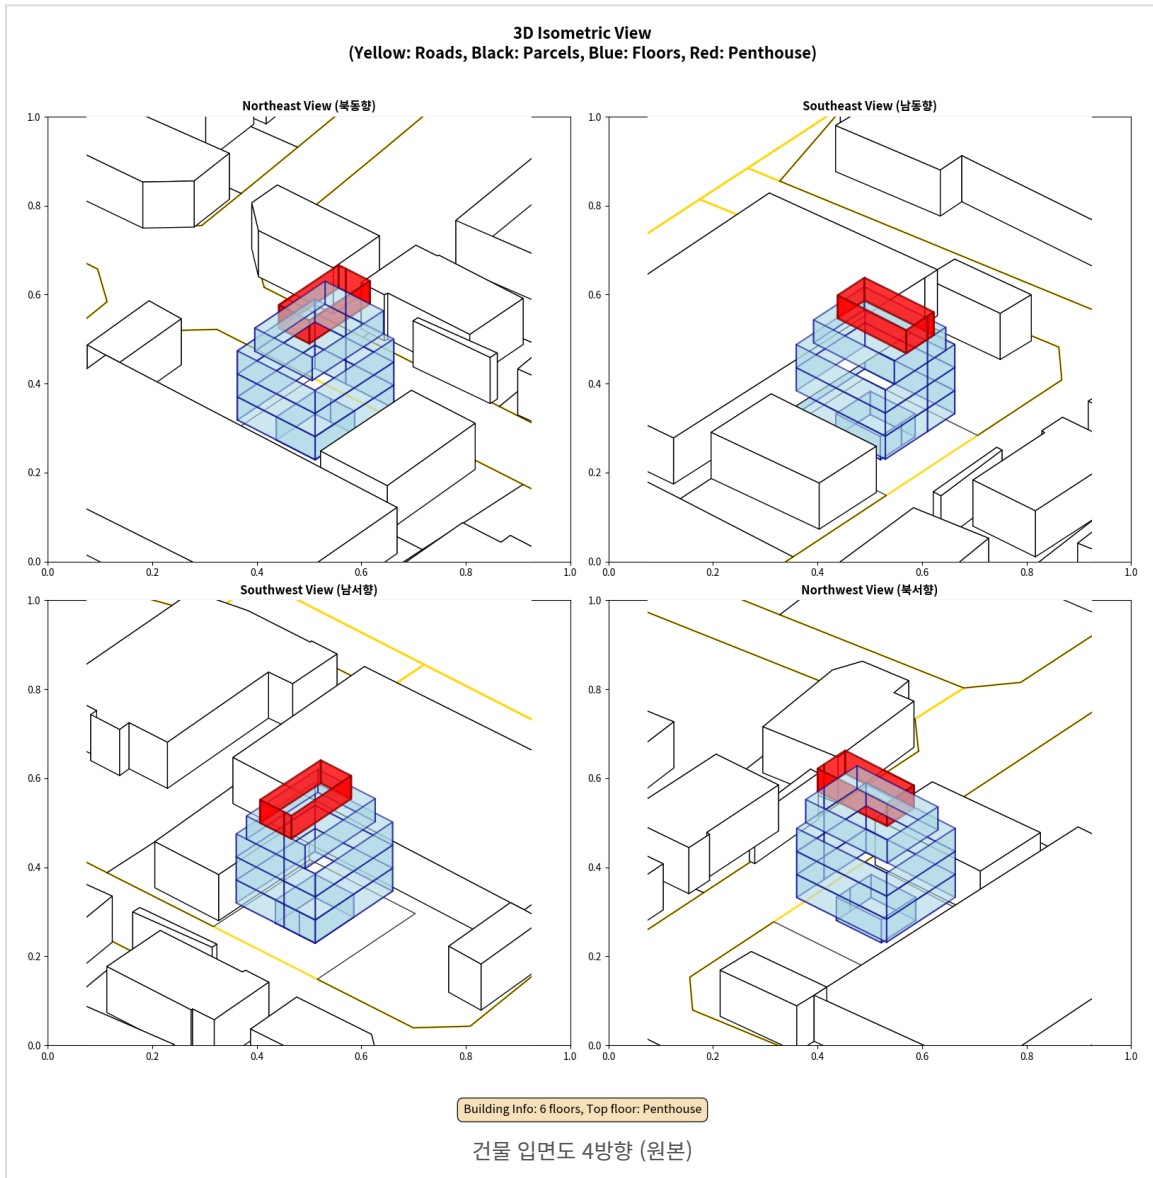 3D Isometric View
(Yellow: Roads, Black: Parcels, Blue: Floors, Red: Penthouse)
Northeast View (북동향)
1.0
0.8
0.6
0.4
0.2
0.0
0.0 0.2 0.4 0.6 0.8 1.0
Southeast View (남동향)
1.0
0.8
0.6
0.4
0.2
0.0
0.0 0.2 0.4 0.6 0.8 1.0
Southwest View (남서향)
1.0
0.8
0.6
0.4
0.2
0.0
0.0 0.2 0.4 0.6 0.8 1.0
Northwest View (북서향)
1.0
0.8
0.6
0.4
0.2
0.0
0.0 0.2 0.4 0.6 0.8 1.0
Building Info: 6 floors, Top floor: Penthouse
건물 입면도 4방향 (원본)